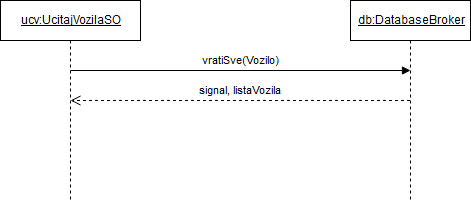 ucv:UcitajVozilaSO
db:DatabaseBroker
vratiSve(Vozilo)
signal, listaVozila